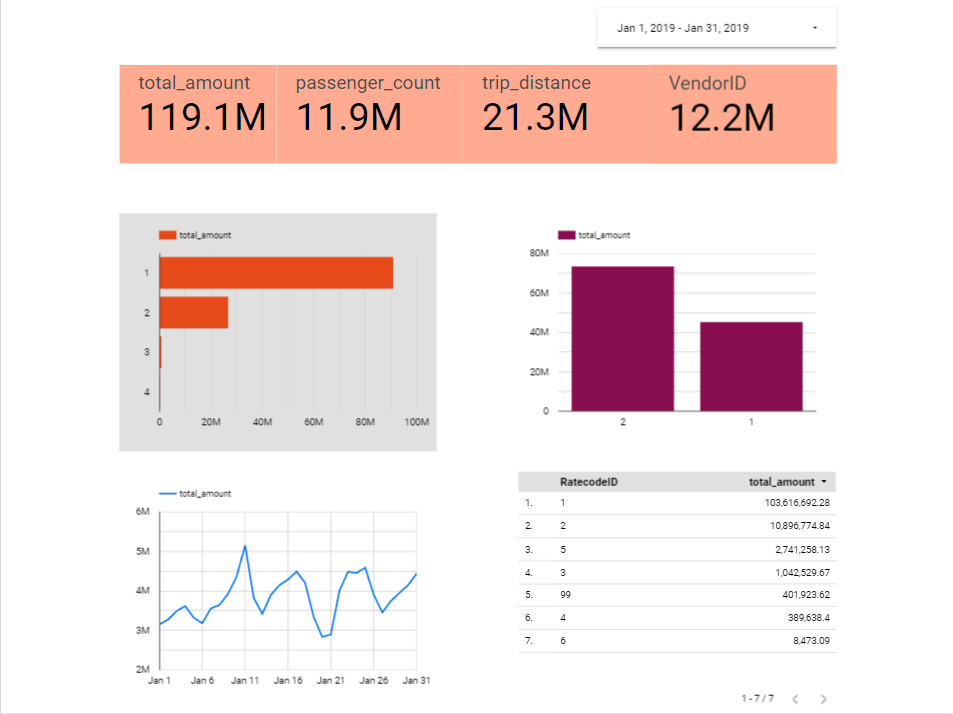 Jan 1, 2019 - Jan 31, 2019
total_amount passenger_count trip_distance VendorID
119.1M 11.9M 21.3M 12.2M
total_amount
1
2
3
4
0 20M 40M 60M 80M 100M
total_amount
80M
60M
40M
20M
0
2 1
total_amount
6M
5M
4M
3M
2M
Jan 1 Jan 6 Jan 11 Jan 16 Jan 21 Jan 26 Jan 31
RatecodeID total_amount
1. 1 103,616,692.28
2. 2 10,896,774.84
3. 5 2,741,258.13
4. 3 1,042,529.67
5. 99 401,923.62
6. 4 389,638.4
7. 6 8,473.09
1 - 7 / 7